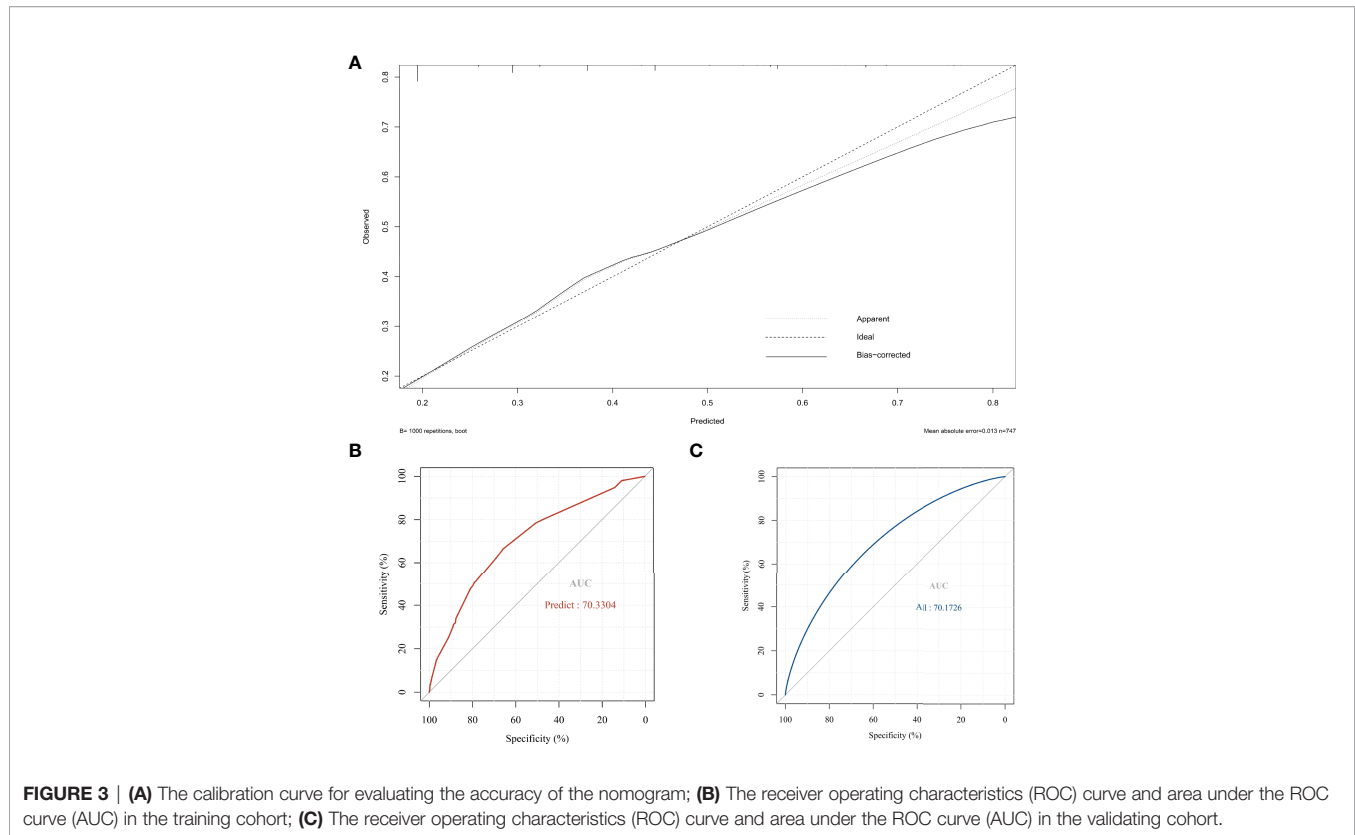 A
0.8
0.7
0.6
0.5
0.4
0.3
0.2
Observed
Apparent
Ideal
Bias−corrected
0.2 0.3 0.4 0.5 0.6 0.7 0.8
Predicted
B= 1000 repetitions, boot
Mean absolute error=0.013 n=747
B
100
80
60
40
20
0
Sensitivity (%)
AUC
Predict : 70.3304
100 80 60 40 20 0
Specificity (%)
C
100
80
60
40
20
0
Sensitivity (%)
AUC
All : 70.1726
100 80 60 40 20 0
Specificity (%)
FIGURE 3 | (A) The calibration curve for evaluating the accuracy of the nomogram; (B) The receiver operating characteristics (ROC) curve and area under the ROC
curve (AUC) in the training cohort; (C) The receiver operating characteristics (ROC) curve and area under the ROC curve (AUC) in the validating cohort.